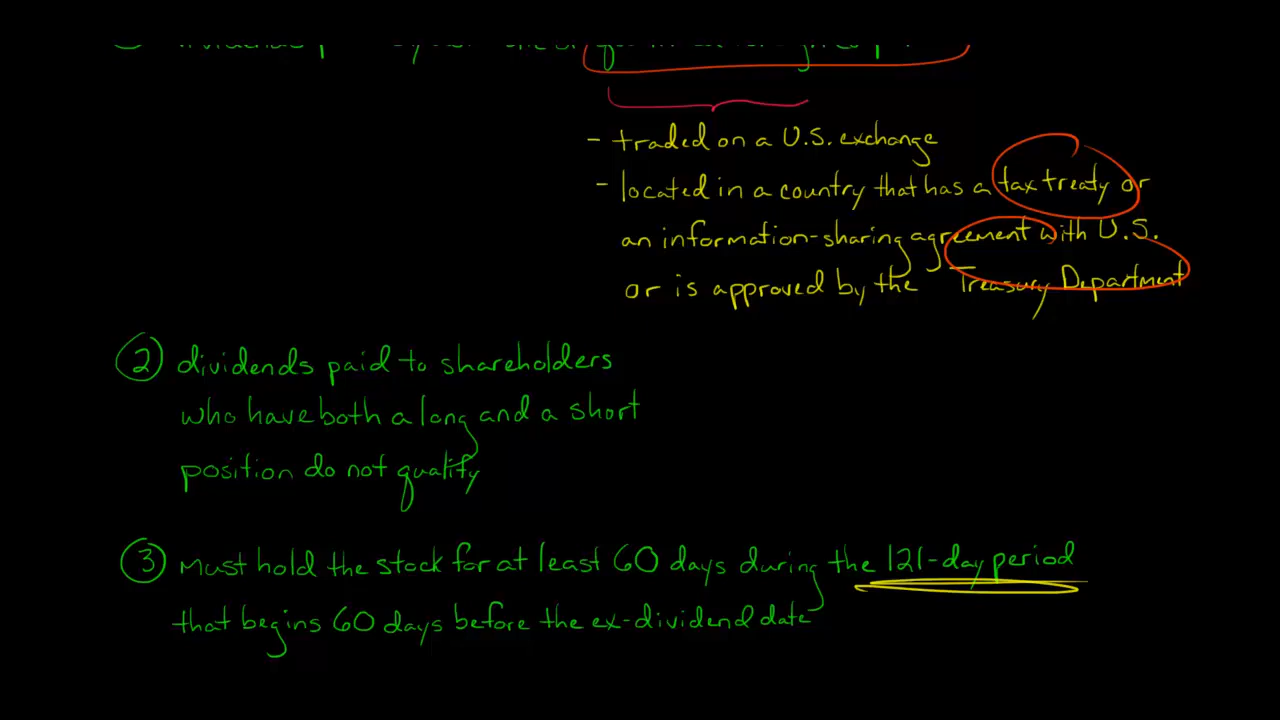 - traded on a U.S. exchange
- located in a country that has a tax treaty or
an information-sharing agreement with U.S.
or is approved by the Treasury Department
2 dividends paid to shareholders
who have both a long and a short
position do not qualify
3 Must hold the stock for at least 60 days during the 121-day period
that begins 60 days before the ex-dividend date